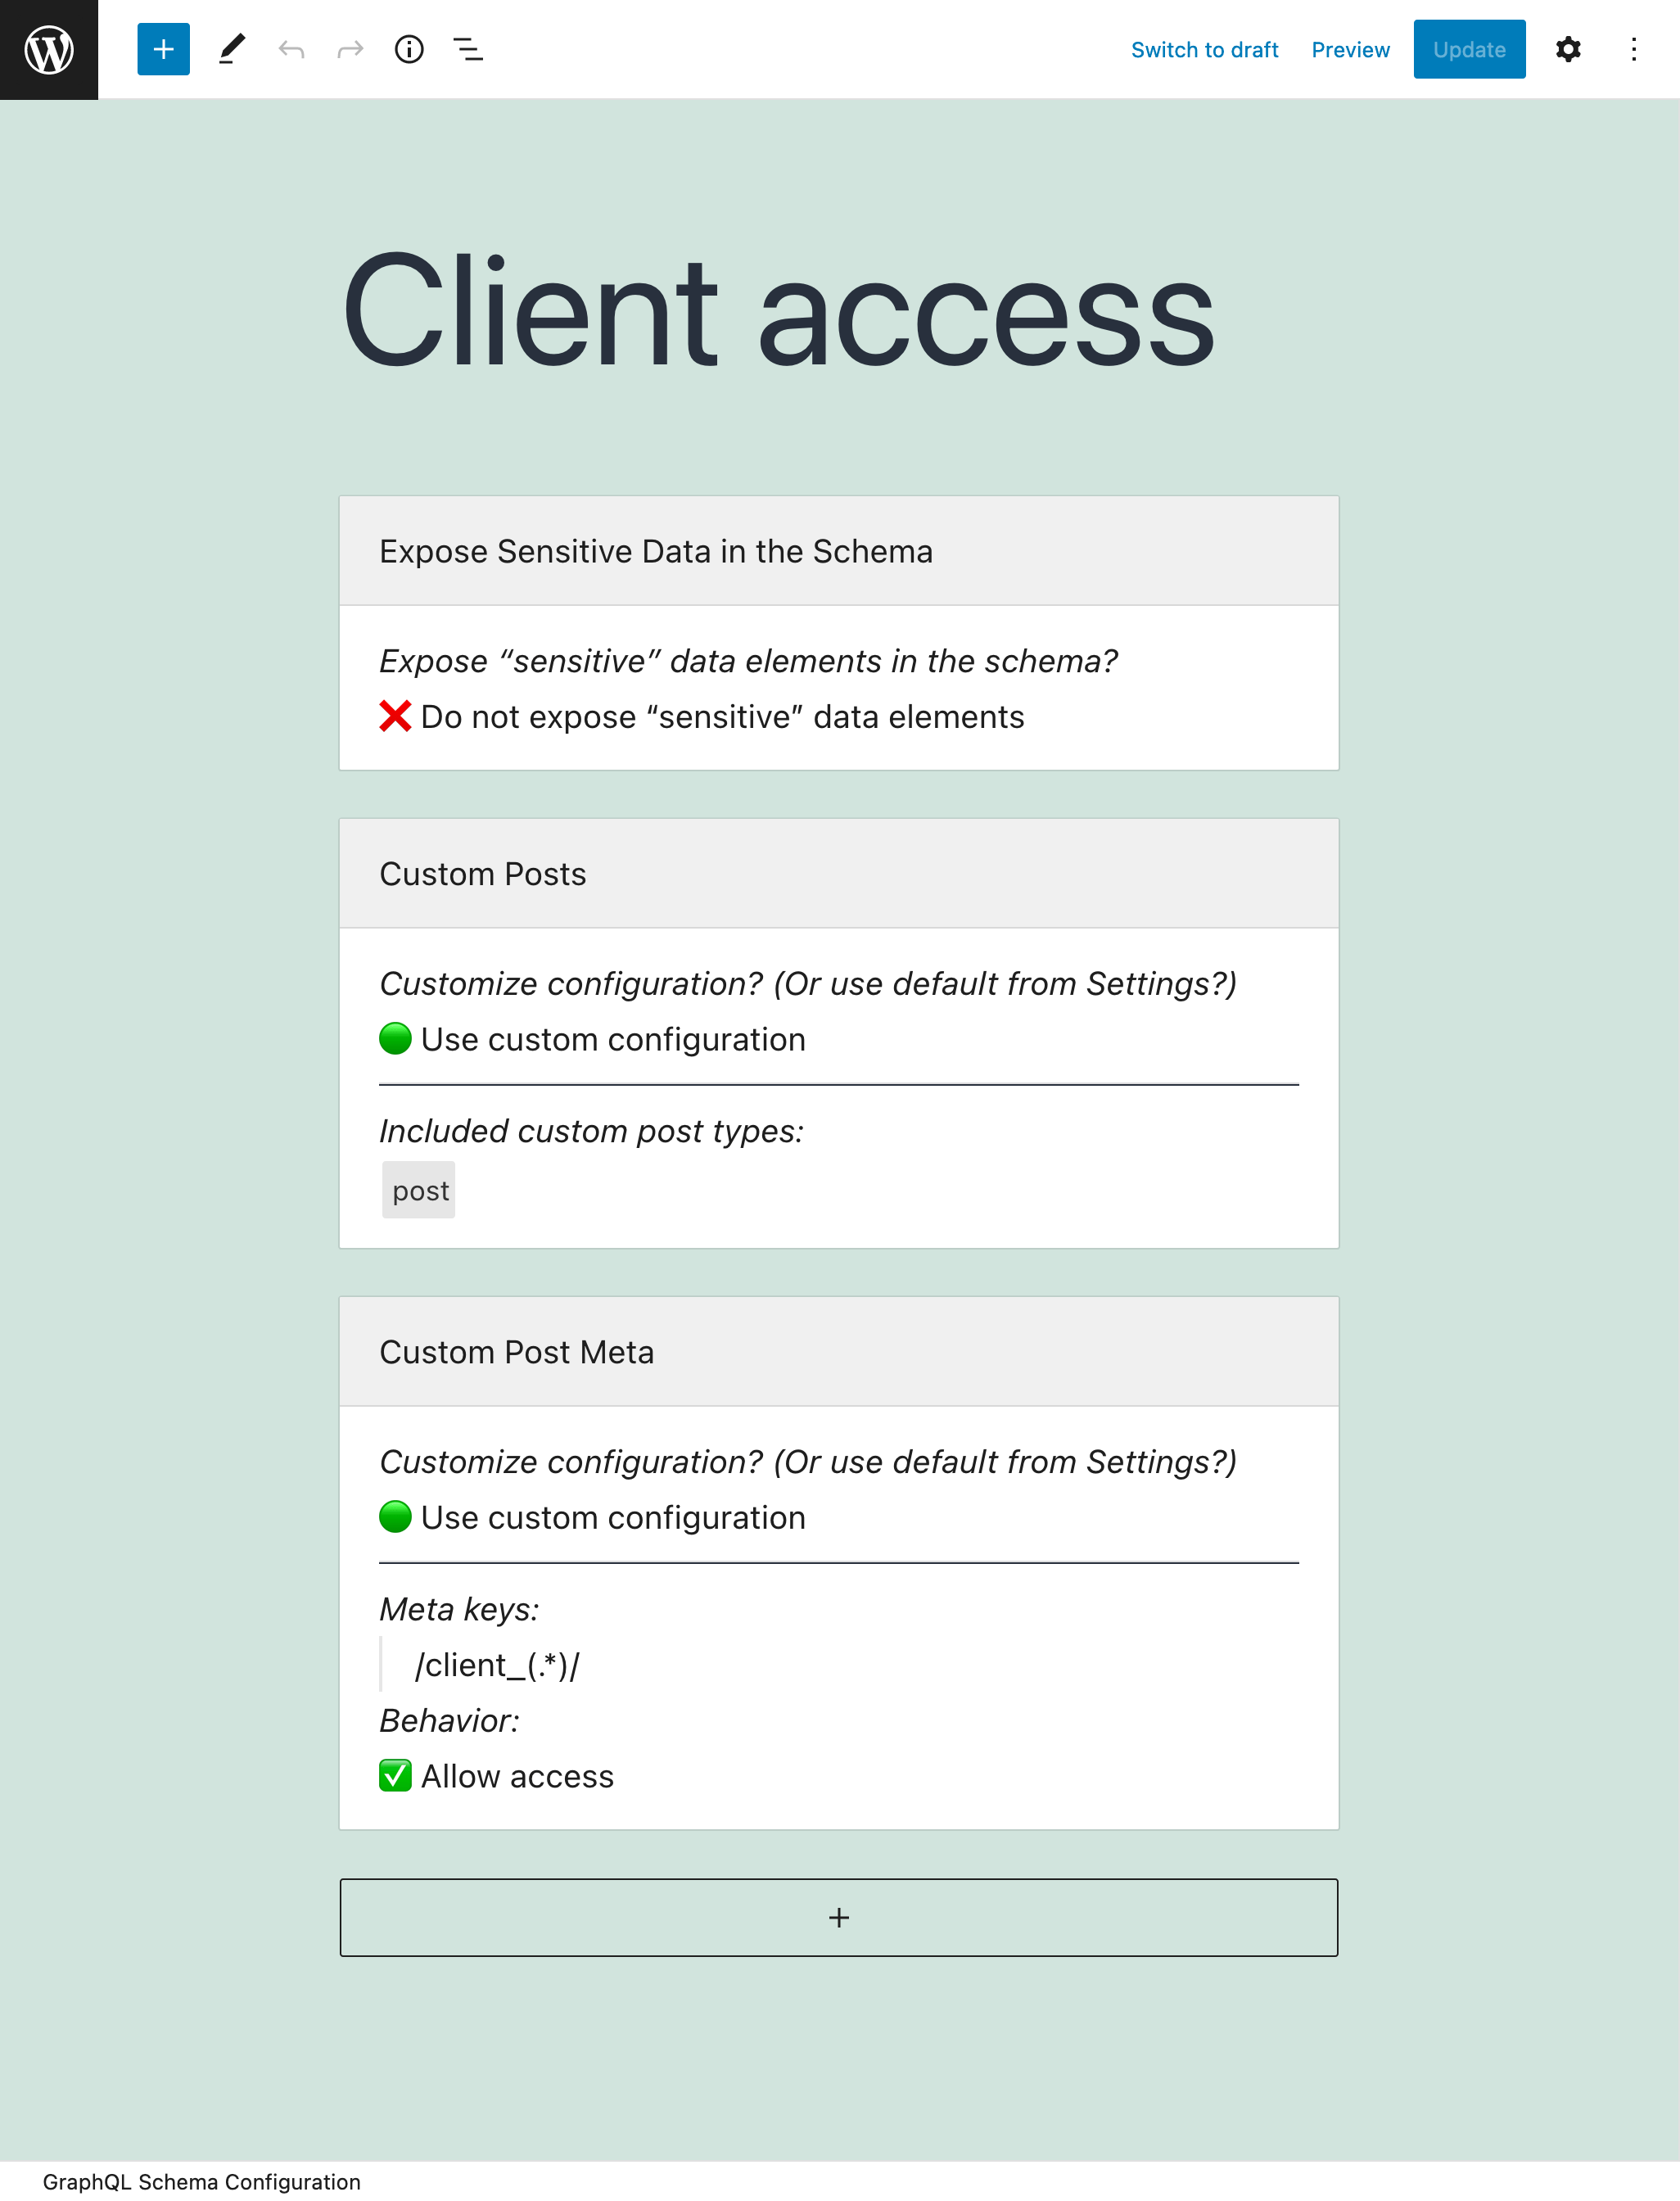 Switch to draft Preview Update
Client access
Expose Sensitive Data in the Schema
Expose “sensitive” data elements in the schema?
❌ Do not expose “sensitive” data elements
Custom Posts
Customize configuration? (Or use default from Settings?)
🟢 Use custom configuration
Included custom post types:
post
Custom Post Meta
Customize configuration? (Or use default from Settings?)
🟢 Use custom configuration
Meta keys:
/client_(.*)/
Behavior:
✅ Allow access
GraphQL Schema Configuration